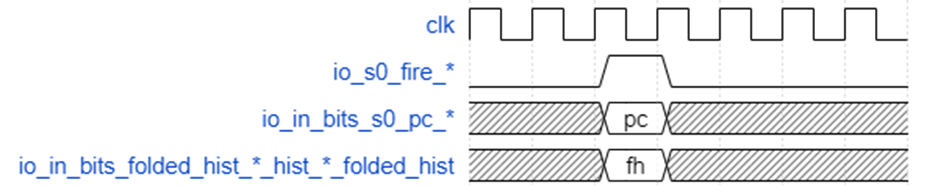 clk
io_s0_fire_*
io_in_bits_s0_pc_* pc
io_in_bits_folded_hist_*_hist_*_folded_hist fh